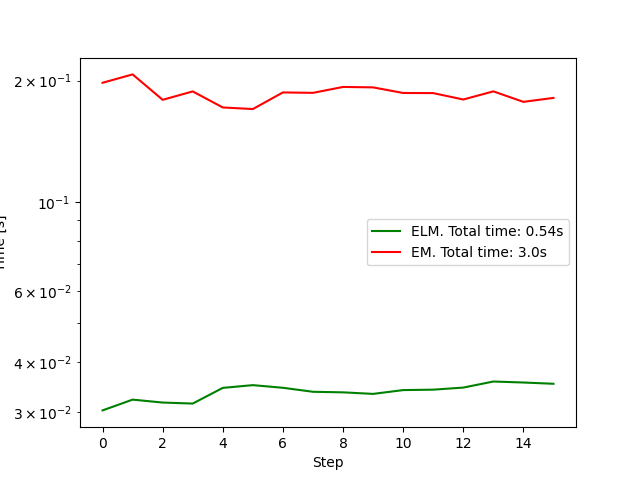 2 × 10⁻¹
10⁻¹
6 × 10⁻²
4 × 10⁻²
3 × 10⁻²
[s]
ELM. Total time: 0.54s
EM. Total time: 3.0s
0 2 4 6 8 10 12 14
Step